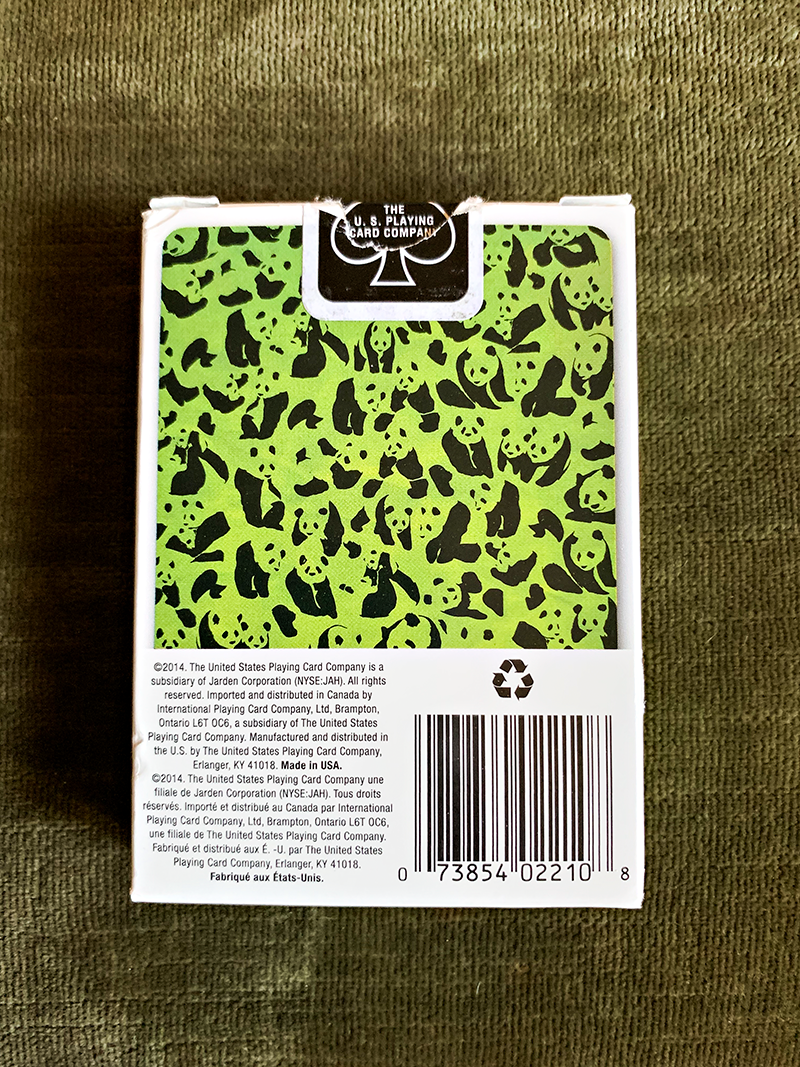 THE
U. S. PLAYING
CARD COMPANY
©2014. The United States Playing Card Company is a
subsidiary of Jarden Corporation (NYSE:JAH). All rights
reserved. Imported and distributed in Canada by
International Playing Card Company, Ltd, Brampton,
Ontario L6T OC6, a subsidiary of The United States
Playing Card Company. Manufactured and distributed in
the U.S. by The United States Playing Card Company,
Erlanger, KY 41018. Made in USA.
©2014. The United States Playing Card Company une
filiale de Jarden Corporation (NYSE:JAH). Tous droits
réservés. Importé et distribué au Canada par International
Playing Card Company, Ltd, Brampton, Ontario L6T OC6,
une filiale de The United States Playing Card Company.
Fabriqué et distribué aux É. -U. par The United States
Playing Card Company, Erlanger, KY 41018.
Fabriqué aux États-Unis.
0 73854 02210 8